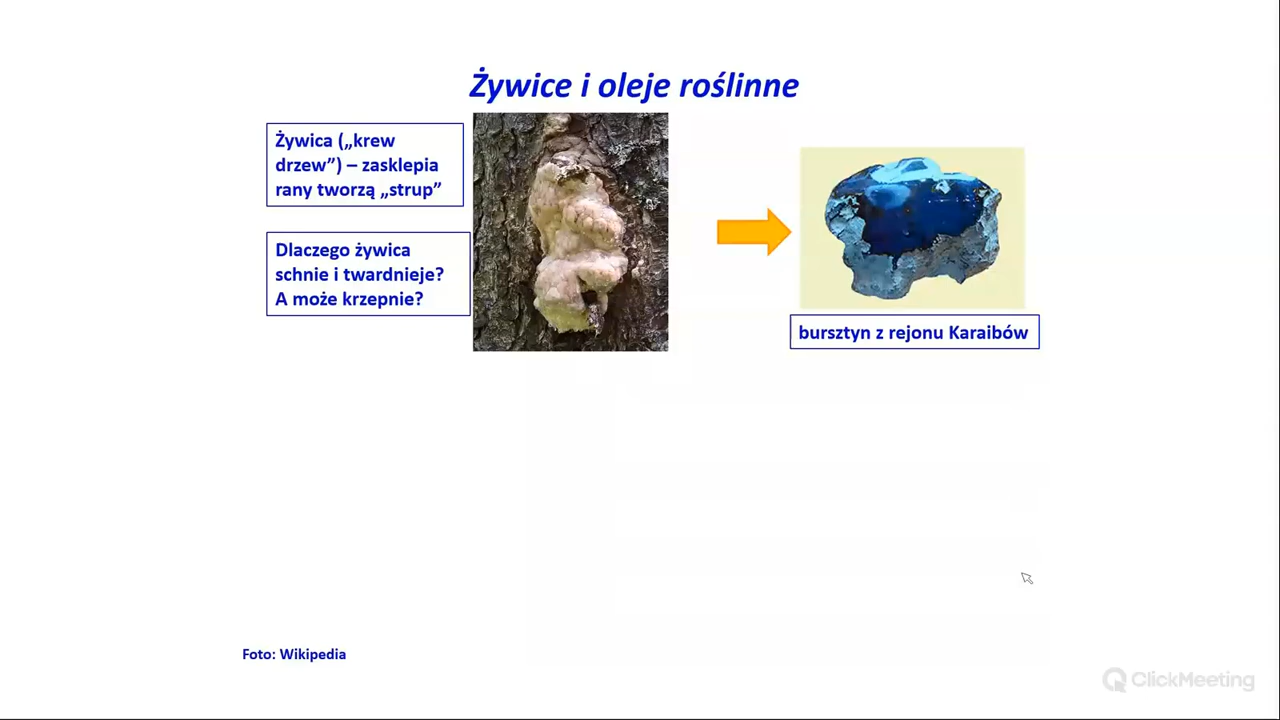 Żywice i oleje roślinne
Żywica („krew
drzew”) – zasklepia
rany tworzą „strup”
Dlaczego żywica
schnie i twardnieje?
A może krzepnie?
bursztyn z rejonu Karaibów
Foto: Wikipedia
ClickMeeting